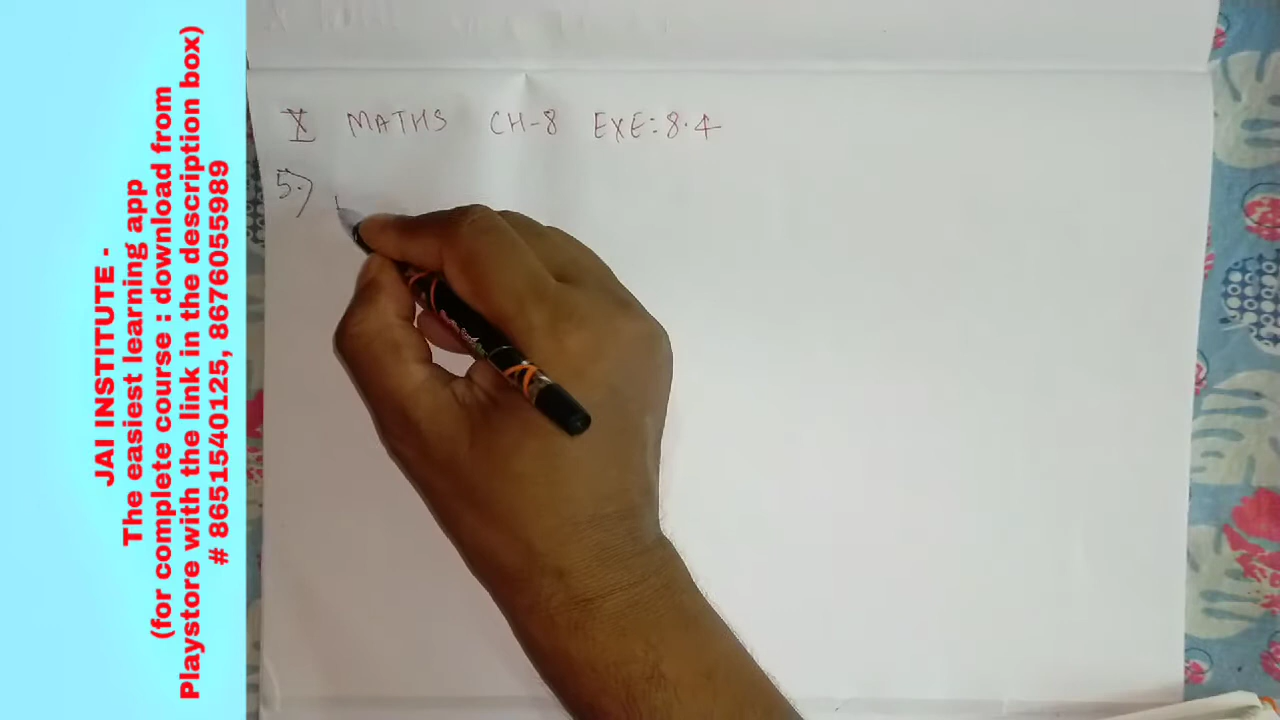 JAI INSTITUTE -
The easiest learning app
(for complete course : download from
Playstore with the link in the description box)
# 8651540125, 8676055989
X MATHS CH-8 EXE: 8.4
5.)